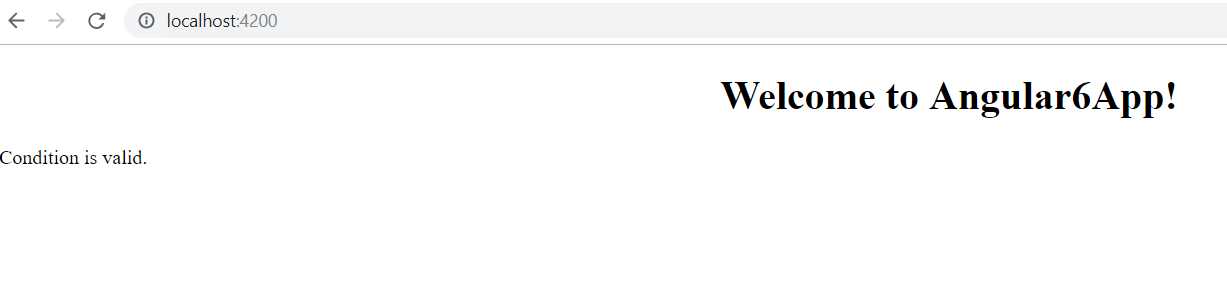 localhost:4200
Welcome to Angular6App!
Condition is valid.